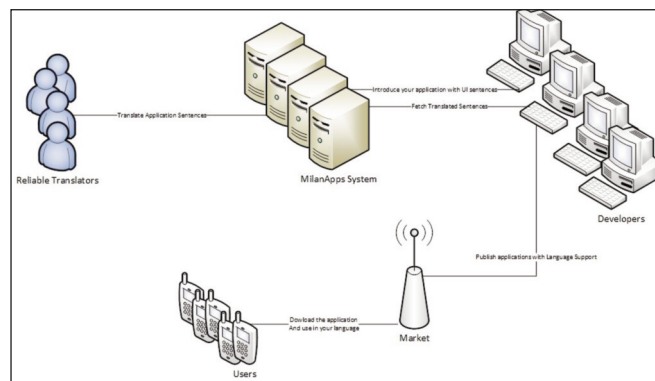 Introduce your application with UI sentences
Translate Application Sentences
Fetch Translated Sentences
Reliable Translators
MilanApps System
Developers
Publish applications with Language Support
Dowload the application
And use in your language
Market
Users